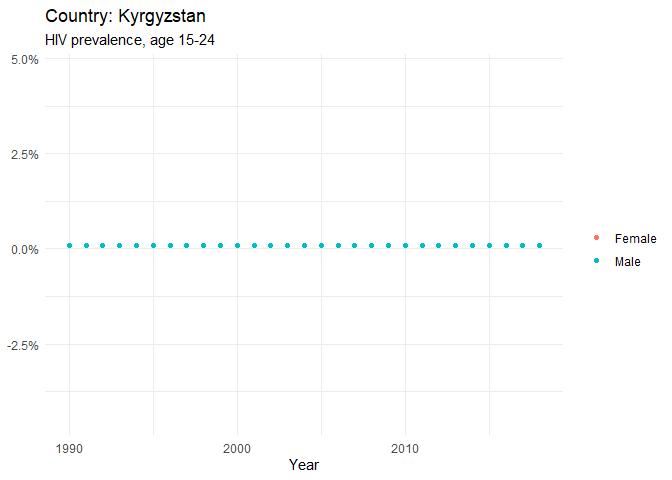 Country: Kyrgyzstan
HIV prevalence, age 15-24
5.0%
2.5%
0.0%
-2.5%
Female
Male
1990 2000 2010
Year